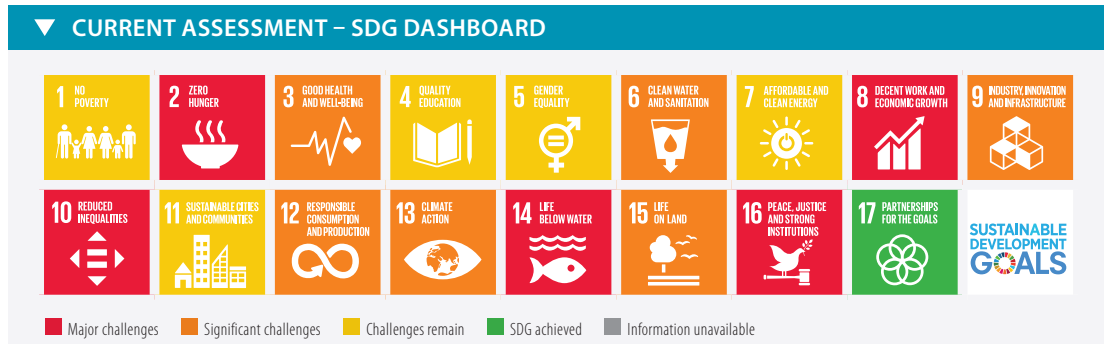 ▼ CURRENT ASSESSMENT – SDG DASHBOARD
1 NO
POVERTY
2 ZERO
HUNGER
3 GOOD HEALTH
AND WELL-BEING
4 QUALITY
EDUCATION
5 GENDER
EQUALITY
6 CLEAN WATER
AND SANITATION
7 AFFORDABLE AND
CLEAN ENERGY
8 DECENT WORK AND
ECONOMIC GROWTH
9 INDUSTRY, INNOVATION
AND INFRASTRUCTURE
10 REDUCED
INEQUALITIES
11 SUSTAINABLE CITIES
AND COMMUNITIES
12 RESPONSIBLE
CONSUMPTION
AND PRODUCTION
13 CLIMATE
ACTION
14 LIFE
BELOW WATER
15 LIFE
ON LAND
16 PEACE, JUSTICE
AND STRONG
INSTITUTIONS
17 PARTNERSHIPS
FOR THE GOALS
SUSTAINABLE
DEVELOPMENT
GOALS
Major challenges Significant challenges Challenges remain SDG achieved Information unavailable